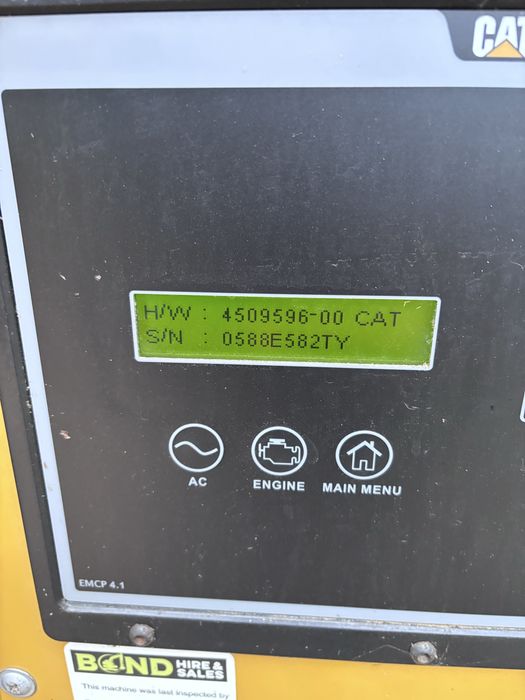 CAT
H/W : 4509596-00 CAT
S/N : 0588E582TY
AC
ENGINE
MAIN MENU
EMCP 4.1
BOND HIRE & SALES
This machine was last inspected by